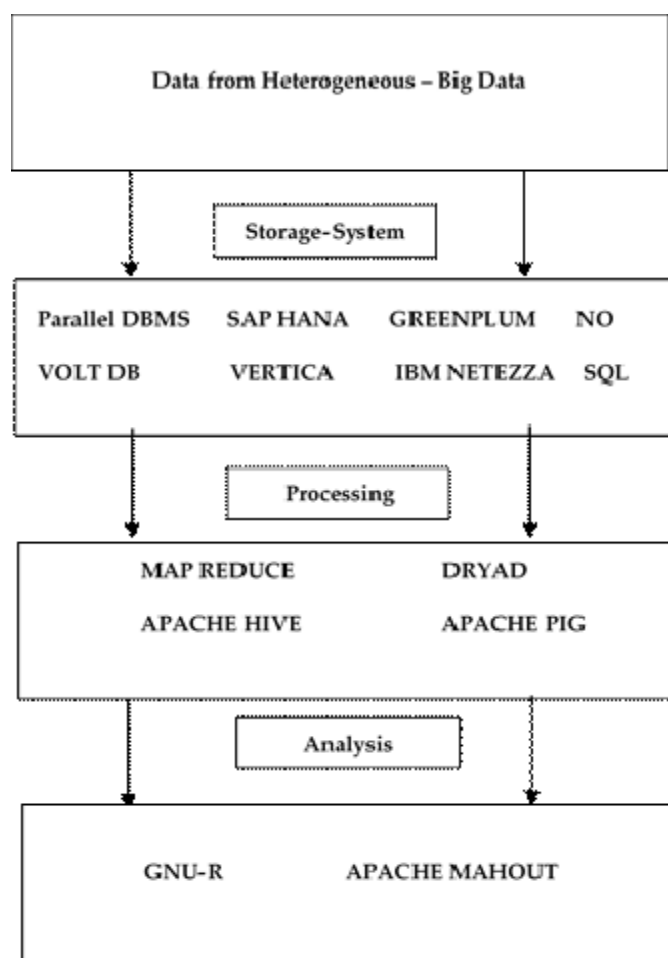 Data from Heterogeneous – Big Data
Storage-System
Parallel DBMS SAP HANA GREENPLUM NO
VOLT DB VERTICA IBM NETEZZA SQL
Processing
MAP REDUCE DRYAD
APACHE HIVE APACHE PIG
Analysis
GNU-R APACHE MAHOUT